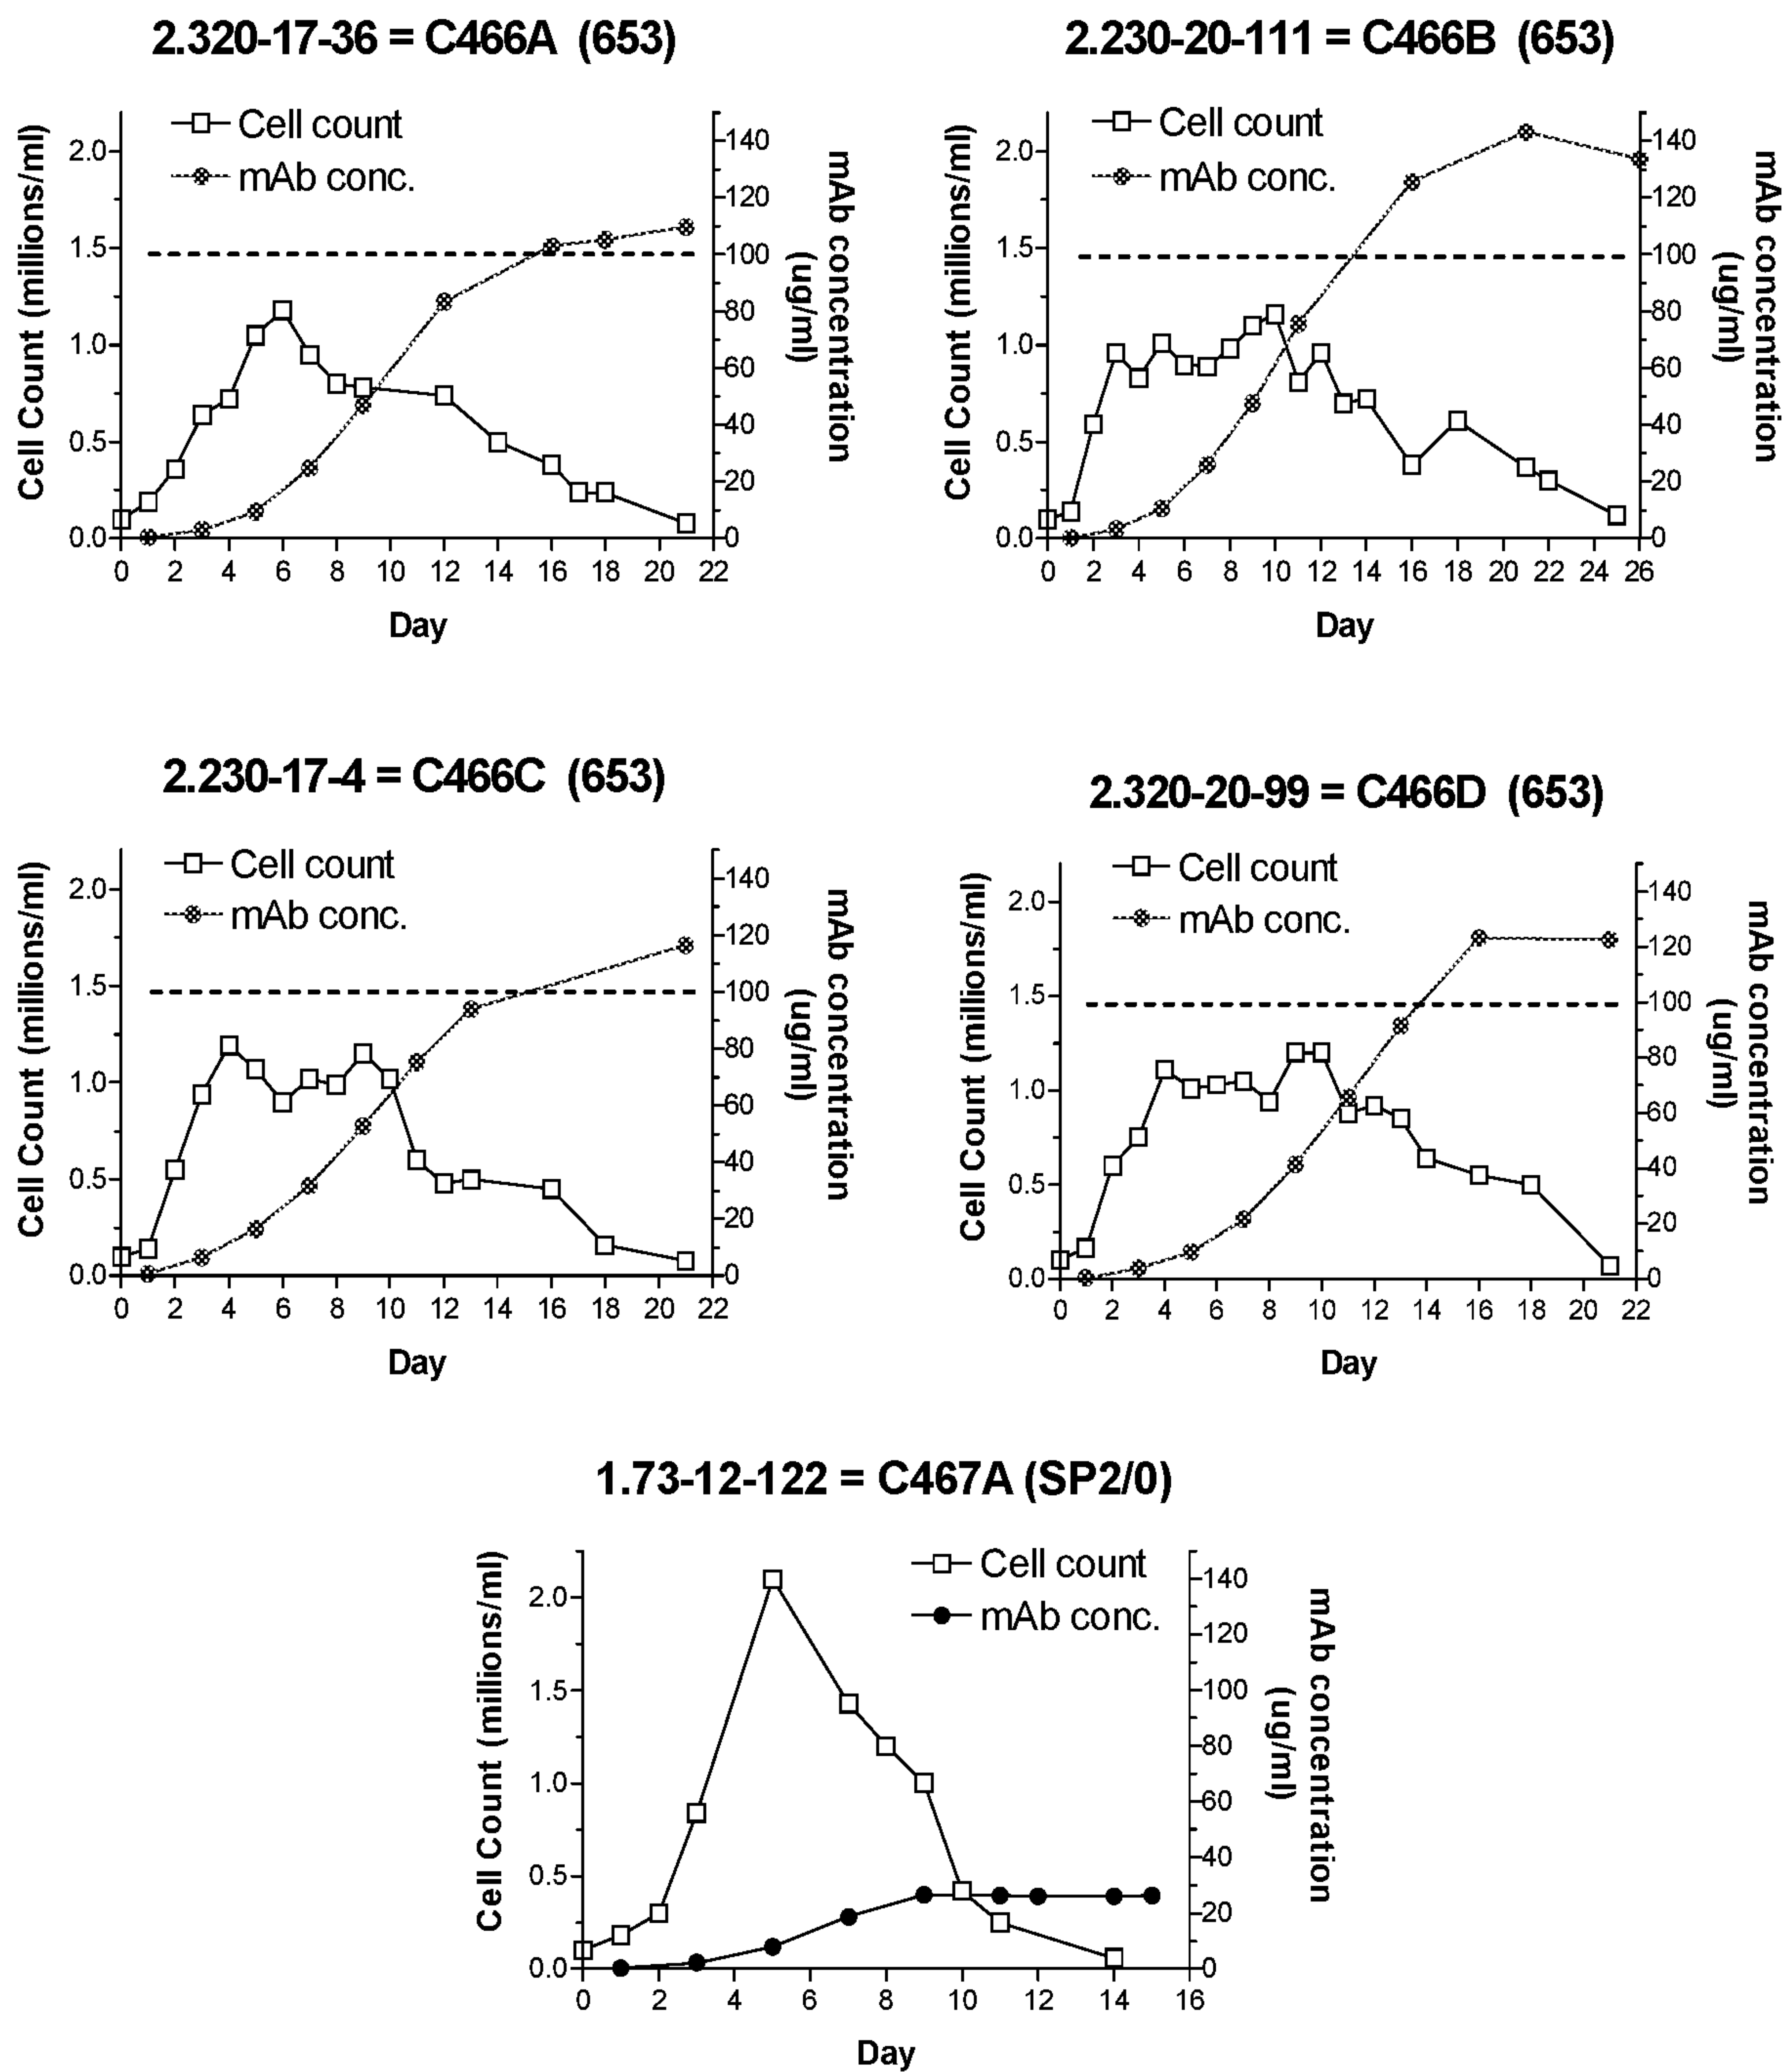 2.320-17-36 = C466A (653)
Cell count
mAb conc.
Cell Count (millions/ml)
2.0
1.5
1.0
0.5
0.0
140
120
100
80
60
40
20
0
mAb concentration
(ug/ml)
0 2 4 6 8 10 12 14 16 18 20 22
Day
2.230-20-111 = C466B (653)
Cell count
mAb conc.
Cell Count (millions/ml)
2.0
1.5
1.0
0.5
0.0
140
120
100
80
60
40
20
0
mAb concentration
(ug/ml)
0 2 4 6 8 10 12 14 16 18 20 22 24 26
Day
2.230-17-4 = C466C (653)
Cell count
mAb conc.
Cell Count (millions/ml)
2.0
1.5
1.0
0.5
0.0
140
120
100
80
60
40
20
0
mAb concentration
(ug/ml)
0 2 4 6 8 10 12 14 16 18 20 22
Day
2.320-20-99 = C466D (653)
Cell count
mAb conc.
Cell Count (millions/ml)
2.0
1.5
1.0
0.5
0.0
140
120
100
80
60
40
20
0
mAb concentration
(ug/ml)
0 2 4 6 8 10 12 14 16 18 20 22
Day
1.73-12-122 = C467A (SP2/0)
Cell count
mAb conc.
Cell Count (millions/ml)
2.0
1.5
1.0
0.5
0.0
140
120
100
80
60
40
20
0
mAb concentration
(ug/ml)
0 2 4 6 8 10 12 14 16
Day